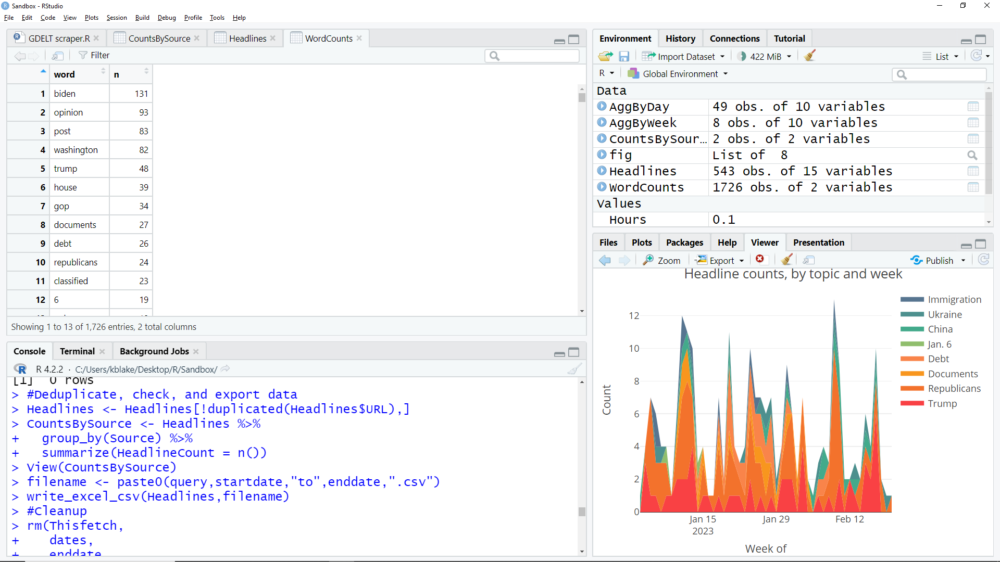 Sandbox - RStudio
File Edit Code View Plots Session Build Debug Profile Tools Help
GDELT scraper.R CountsBySource Headlines WordCounts
Filter
word n
1 biden 131
2 opinion 93
3 post 83
4 washington 82
5 trump 48
6 house 39
7 gop 34
8 documents 27
9 debt 26
10 republicans 24
11 classified 23
12 6 19
Showing 1 to 13 of 1,726 entries, 2 total columns
Console Terminal Background Jobs
R 4.2.2 · C:/Users/kblake/Desktop/R/Sandbox/
[1] 0 rows
> #Deduplicate, check, and export data
> Headlines <- Headlines[!duplicated(Headlines$URL),]
> CountsBySource <- Headlines %>%
+ group_by(Source) %>%
+ summarize(HeadlineCount = n())
> View(CountsBySource)
> filename <- paste0(query,startdate,"to",enddate,".csv")
> write_excel_csv(Headlines,filename)
> #Cleanup
> rm(Thisfetch,
+ dates,
+ enddate
Environment History Connections Tutorial
Import Dataset 422 MiB List
R Global Environment
Data
AggByDay 49 obs. of 10 variables
AggByWeek 8 obs. of 10 variables
CountsBySour… 2 obs. of 2 variables
fig List of 8
Headlines 543 obs. of 15 variables
WordCounts 1726 obs. of 2 variables
Values
Hours 0.1
Files Plots Packages Help Viewer Presentation
Zoom Export Publish
Headline counts, by topic and week
Immigration
Ukraine
China
Jan. 6
Debt
Documents
Republicans
Trump
Count
12
10
8
6
4
2
0
Jan 15 Jan 29 Feb 12
2023
Week of